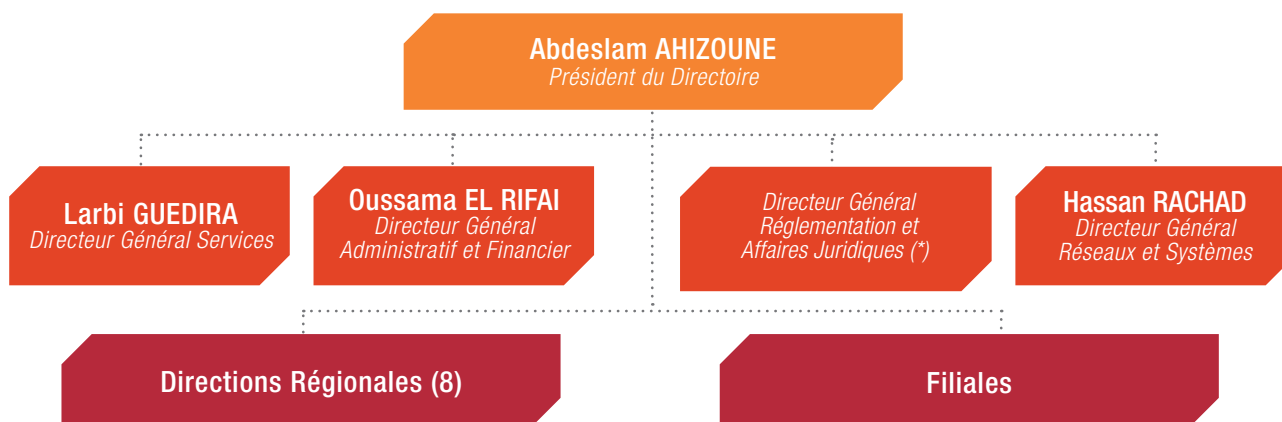 Abdeslam AHIZOUNE
Président du Directoire
Larbi GUEDIRA
Directeur Général Services
Oussama EL RIFAI
Directeur Général
Administratif et Financier
Directeur Général
Réglementation et
Affaires Juridiques (*)
Hassan RACHAD
Directeur Général
Réseaux et Systèmes
Directions Régionales (8)
Filiales